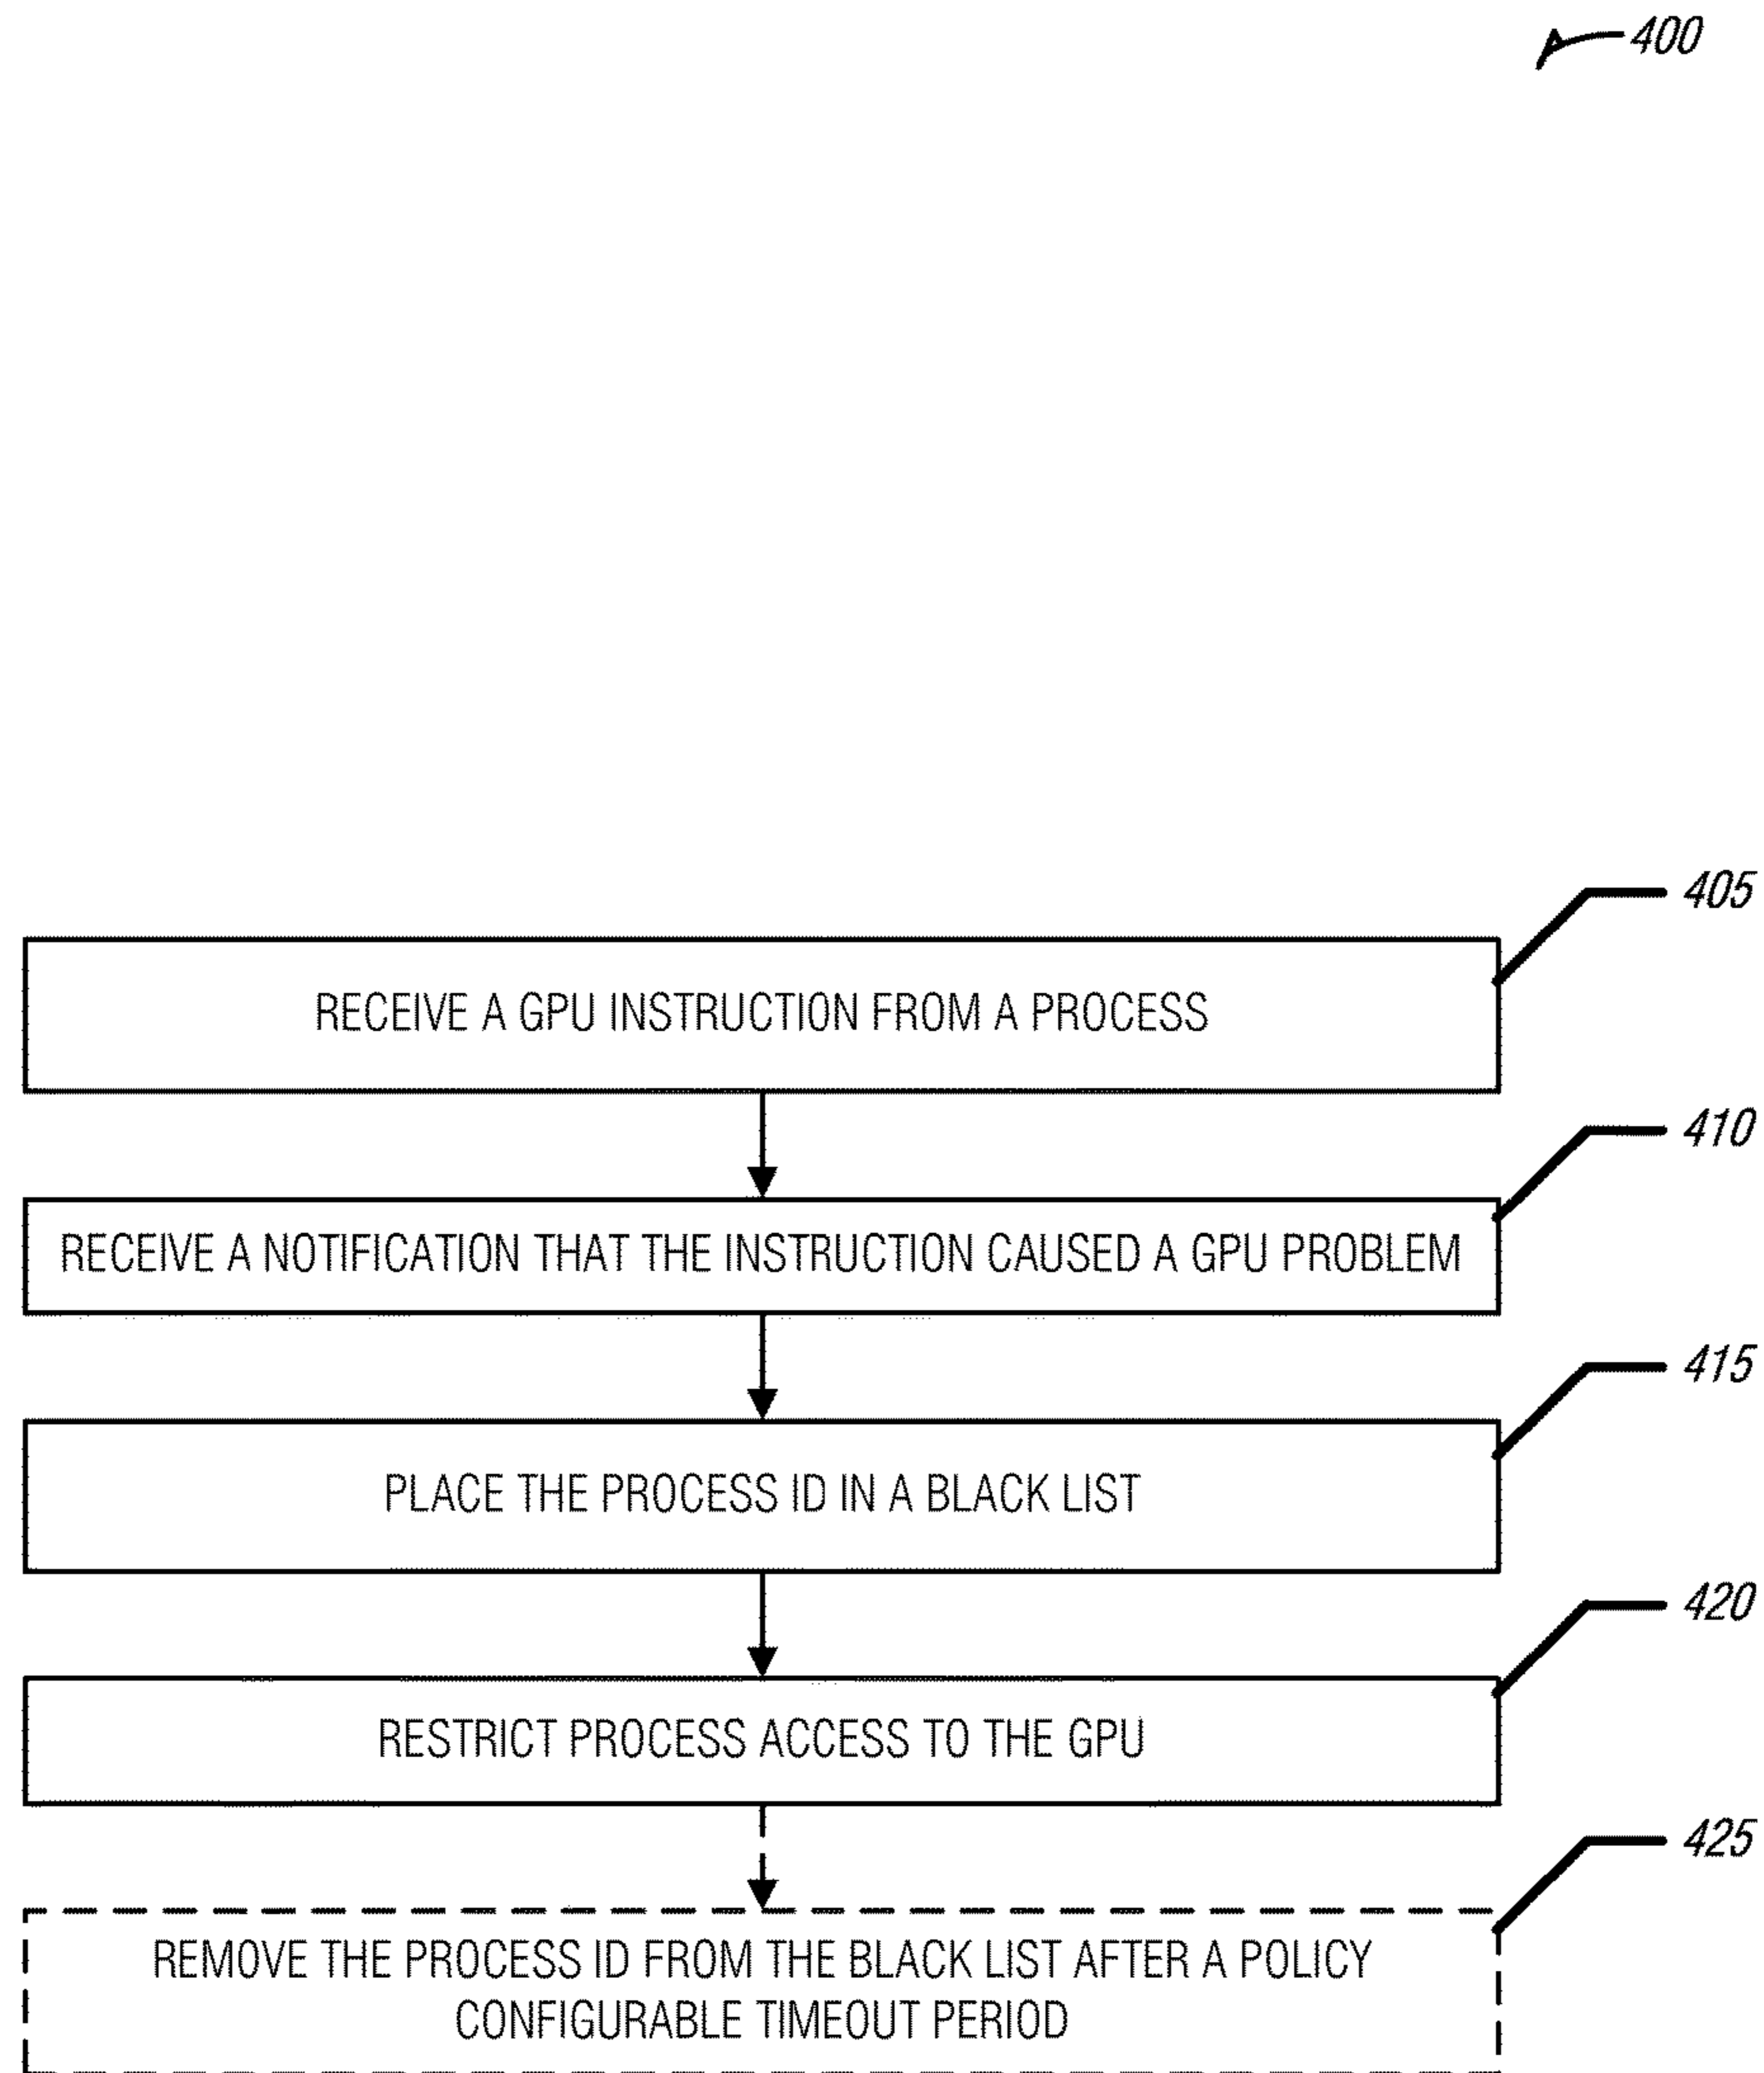 400
405
RECEIVE A GPU INSTRUCTION FROM A PROCESS
410
RECEIVE A NOTIFICATION THAT THE INSTRUCTION CAUSED A GPU PROBLEM
415
PLACE THE PROCESS ID IN A BLACK LIST
420
RESTRICT PROCESS ACCESS TO THE GPU
425
REMOVE THE PROCESS ID FROM THE BLACK LIST AFTER A POLICY
CONFIGURABLE TIMEOUT PERIOD